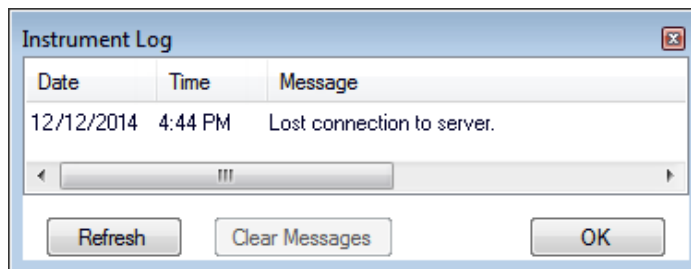 Instrument Log
Date Time Message
12/12/2014 4:44 PM Lost connection to server.
Refresh Clear Messages OK